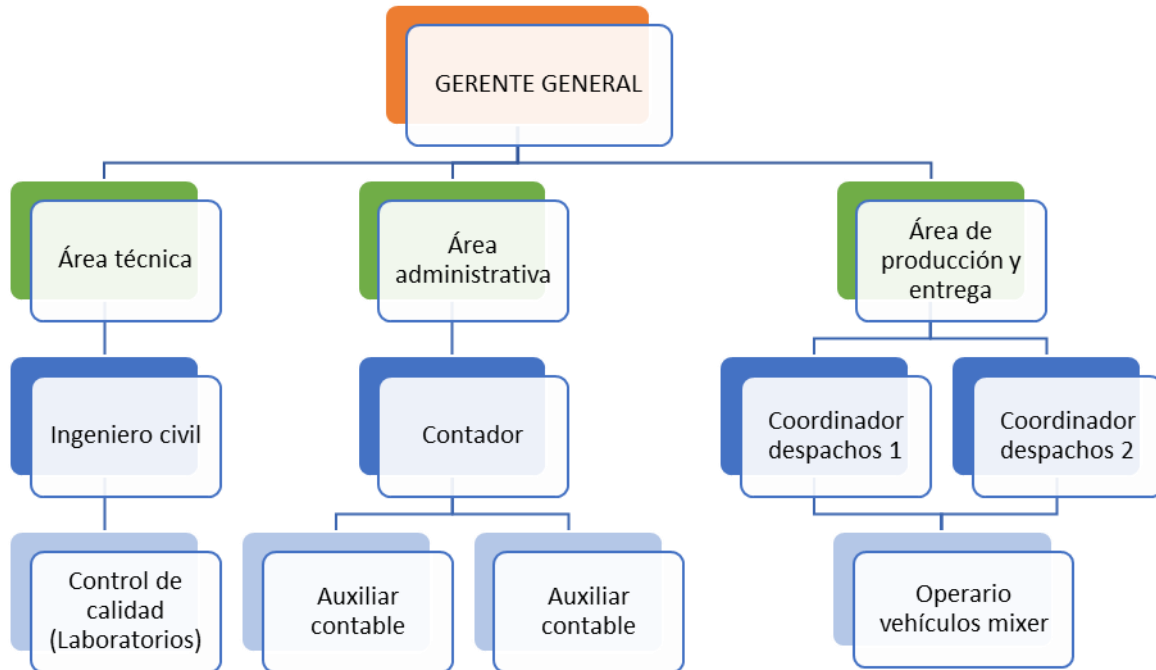 GERENTE GENERAL
Área técnica
Área
administrativa
Área de
producción y
entrega
Ingeniero civil
Contador
Coordinador
despachos 1
Coordinador
despachos 2
Control de
calidad
(Laboratorios)
Auxiliar
contable
Auxiliar
contable
Operario
vehículos mixer